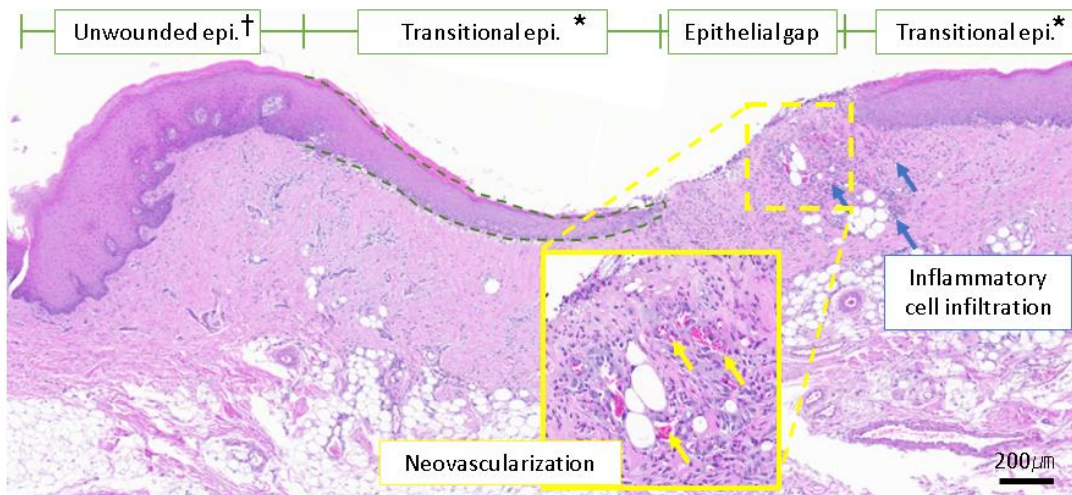 Unwounded epi.†
Transitional epi. *
Epithelial gap
Transitional epi.*
Inflammatory
cell infiltration
Neovascularization
200㎛